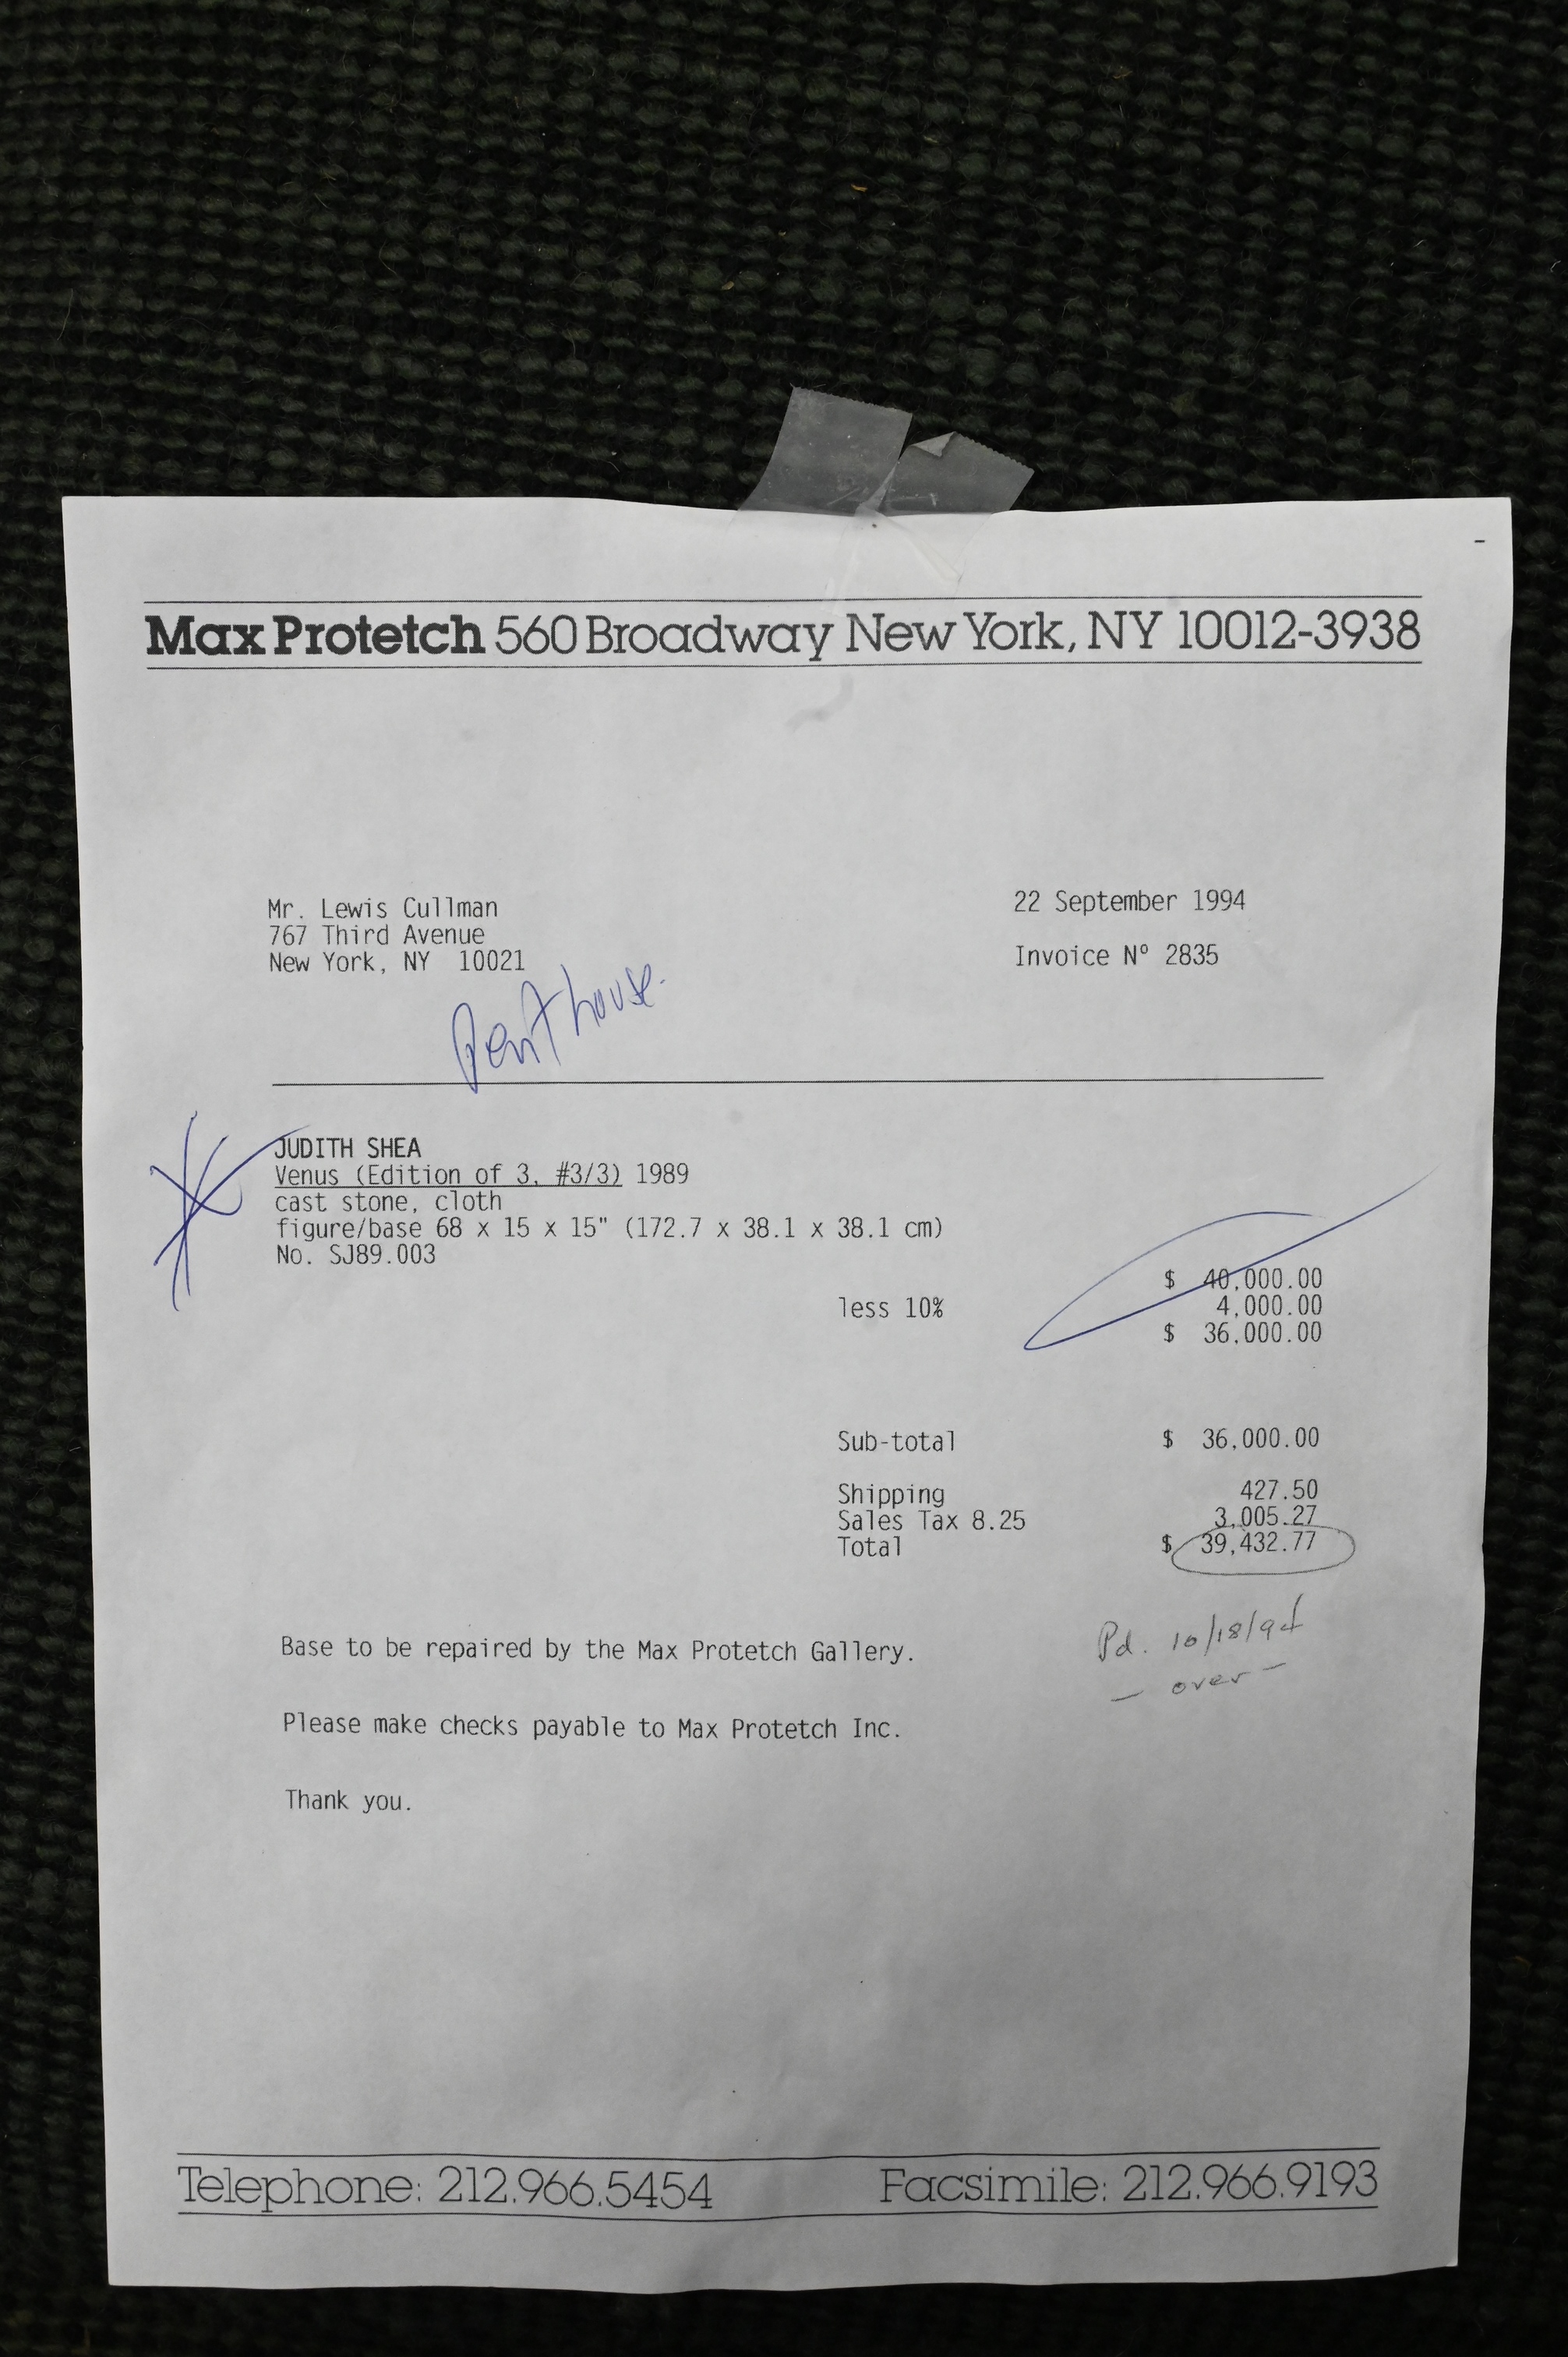 Max Protetch 560 Broadway New York, NY 10012-3938
Mr. Lewis Cullman
767 Third Avenue
New York, NY 10021
22 September 1994
Invoice Nº 2835
Penthouse.
JUDITH SHEA
Venus (Edition of 3, #3/3) 1989
cast stone, cloth
figure/base 68 x 15 x 15" (172.7 x 38.1 x 38.1 cm)
No. SJ89.003
$ 40,000.00
less 10% 4,000.00
$ 36,000.00
Sub-total $ 36,000.00
Shipping 427.50
Sales Tax 8.25 3,005.27
Total $ 39,432.77
Pd. 10/18/94
- over -
Base to be repaired by the Max Protetch Gallery.
Please make checks payable to Max Protetch Inc.
Thank you.
Telephone: 212.966.5454 Facsimile: 212.966.9193